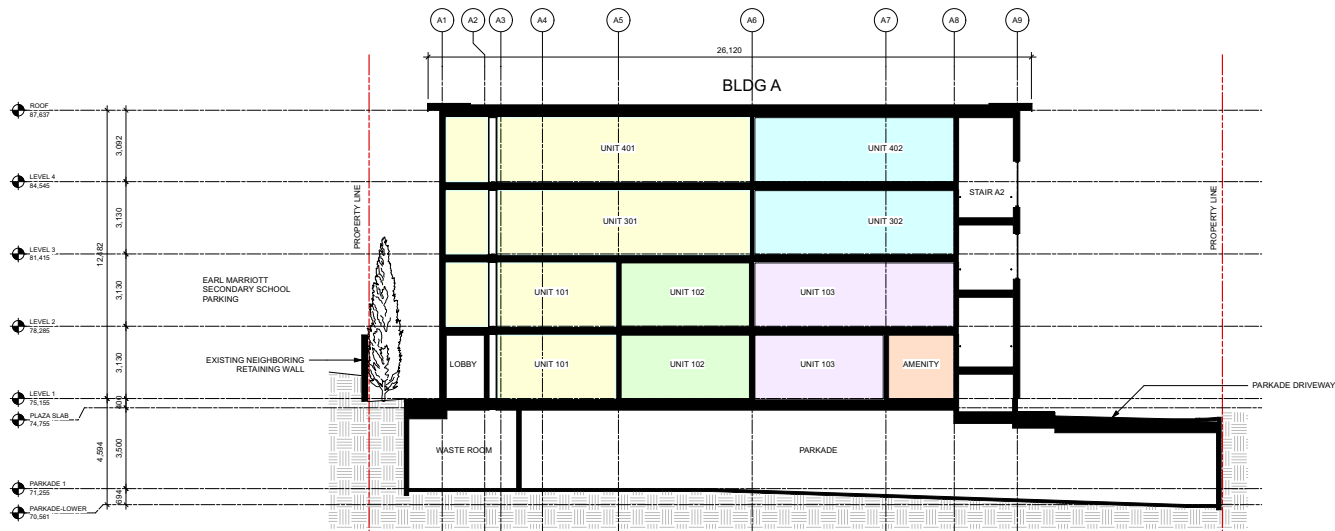 A1
A2
A3
A4
A5
A6
A7
A8
A9
26,120
BLDG A
ROOF
87,637
3,092
UNIT 401
UNIT 402
LEVEL 4
84,545
PROPERTY LINE
STAIR A2
PROPERTY LINE
3,130
UNIT 301
UNIT 302
LEVEL 3
81,415
12,482
EARL MARRIOTT
SECONDARY SCHOOL
PARKING
3,130
UNIT 101
UNIT 102
UNIT 103
LEVEL 2
78,285
EXISTING NEIGHBORING
RETAINING WALL
3,130
LOBBY
UNIT 101
UNIT 102
UNIT 103
AMENITY
LEVEL 1
75,155
400
PARKADE DRIVEWAY
PLAZA SLAB
74,755
4,594
3,500
WASTE ROOM
PARKADE
PARKADE 1
71,255
694
PARKADE-LOWER
70,561